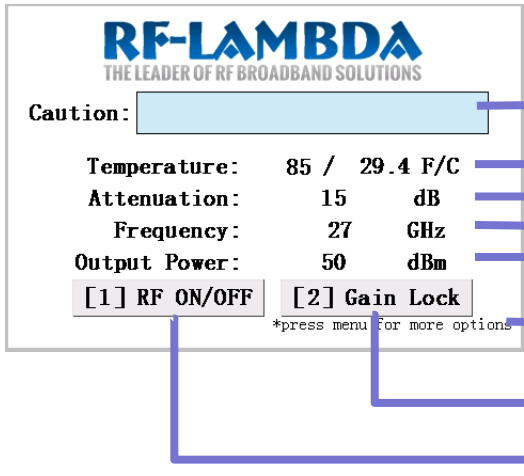 RF-LAMBDA
THE LEADER OF RF BROADBAND SOLUTIONS
Caution:
Temperature: 85 / 29.4 F/C
Attenuation: 15 dB
Frequency: 27 GHz
Output Power: 50 dBm
[1] RF ON/OFF [2] Gain Lock
*press menu for more options